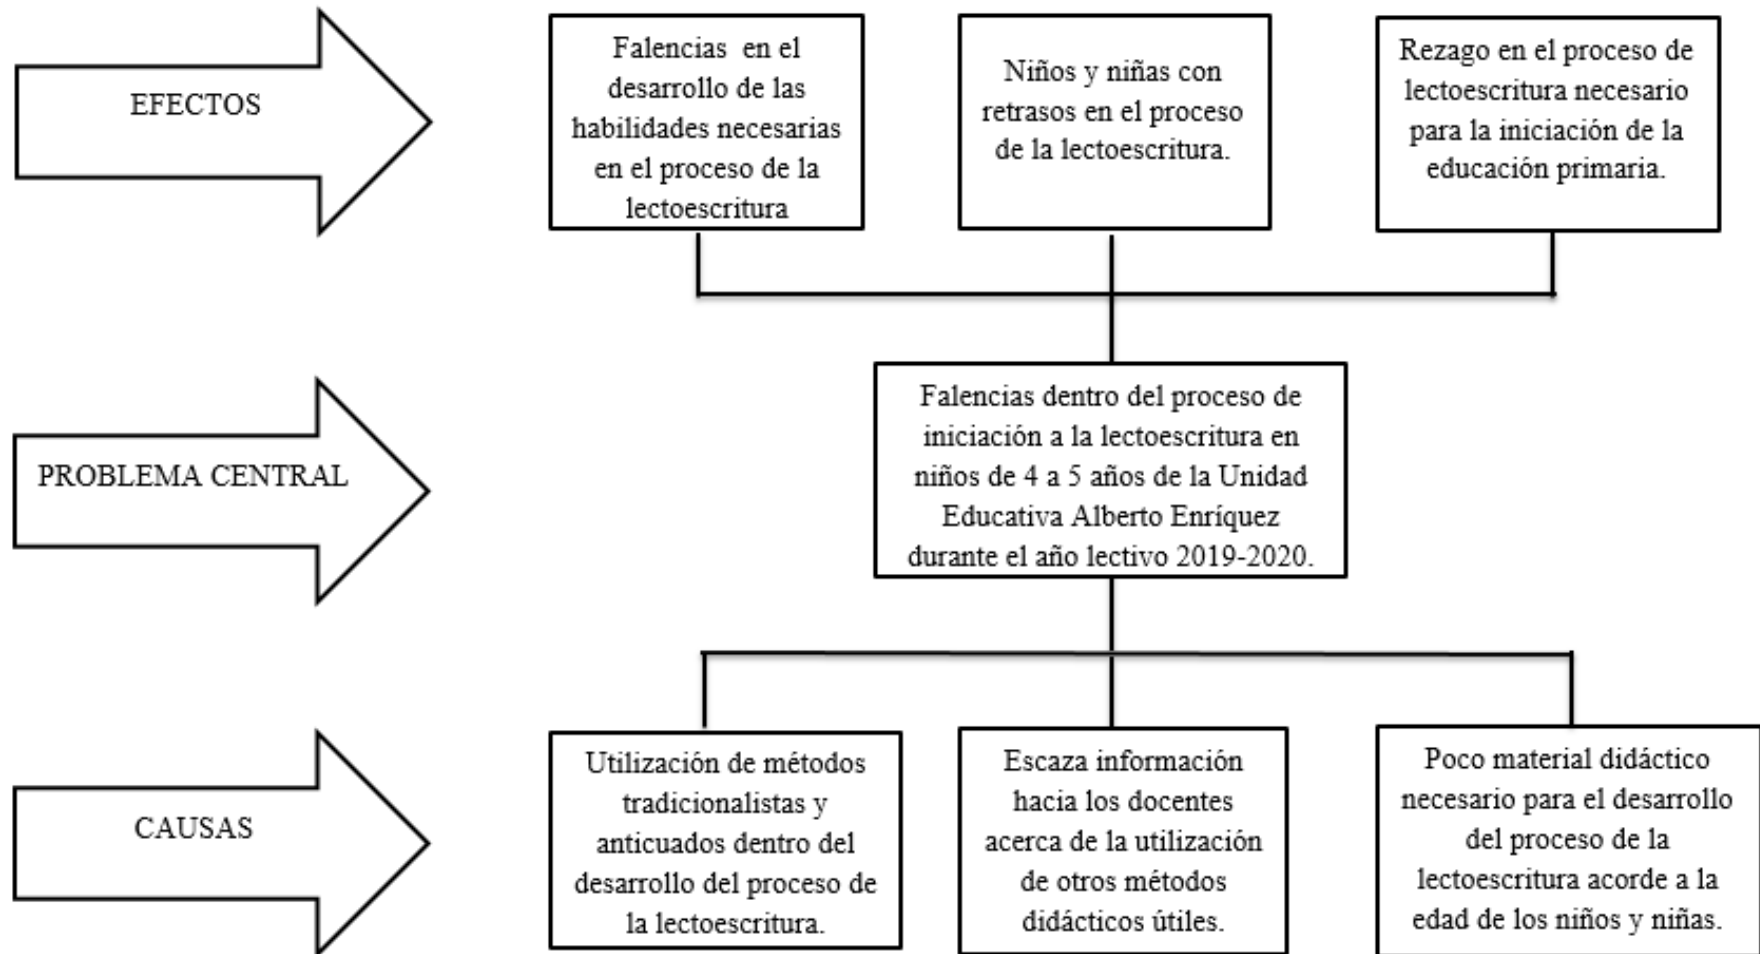 EFECTOS
Falencias en el
desarrollo de las
habilidades necesarias
en el proceso de la
lectoescritura
Niños y niñas con
retrasos en el proceso
de la lectoescritura.
Rezago en el proceso de
lectoescritura necesario
para la iniciación de la
educación primaria.
PROBLEMA CENTRAL
Falencias dentro del proceso de
iniciación a la lectoescritura en
niños de 4 a 5 años de la Unidad
Educativa Alberto Enríquez
durante el año lectivo 2019-2020.
CAUSAS
Utilización de métodos
tradicionalistas y
anticuados dentro del
desarrollo del proceso de
la lectoescritura.
Escaza información
hacia los docentes
acerca de la utilización
de otros métodos
didácticos útiles.
Poco material didáctico
necesario para el desarrollo
del proceso de la
lectoescritura acorde a la
edad de los niños y niñas.